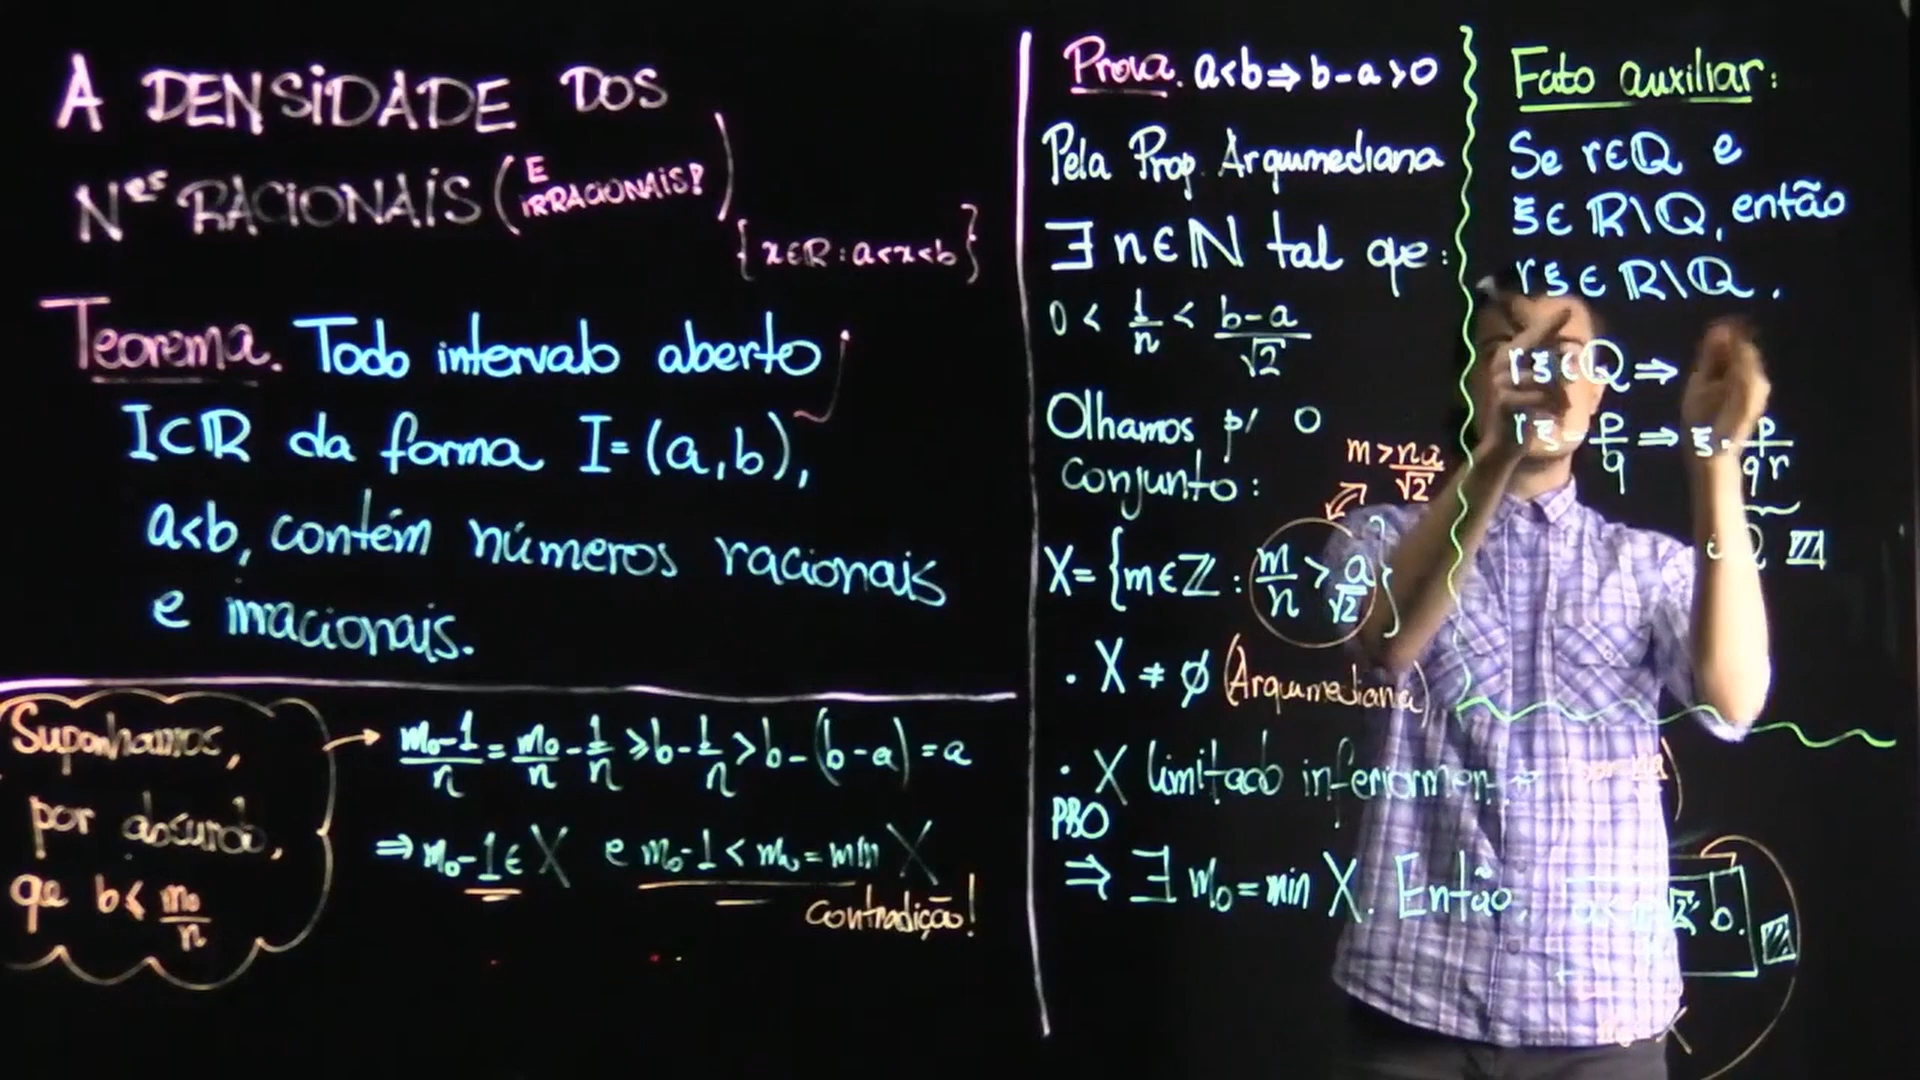 A DENSIDADE DOS
Nºs RACIONAIS (E IRRACIONAIS!)
{x∈ℝ : a<x<b}
Teorema. Todo intervalo aberto
I⊂ℝ da forma I=(a,b),
a<b, contém números racionais
e irracionais.
Suponhamos,
por absurdo,
que b≤ m₀/n
(m₀-1)/n = m₀/n - 1/n ≥ b - 1/n > b-(b-a) = a
⇒ m₀-1 ∈ X e m₀-1 < m₀ = min X
Contradição!
Prova. a<b ⇒ b-a>0
Pela Prop. Arquimediana
∃ n∈ℕ tal que:
0 < 1/n < (b-a)/√2
Olhamos p/ o
conjunto:
m > na/√2
X = {m∈ℤ : m/n > a/√2}
· X ≠ ∅ (Arquimediana)
· X limitado
PBO
⇒ ∃ m₀ = min X. Então,
√2 b.
Fato auxiliar:
Se r∈ℚ e
ξ∈ ℝ\ℚ, então
rξ ∈ ℝ\ℚ.
rξ∈ℚ ⇒
rξ = p/q ⇒ ξ = p/(qr)